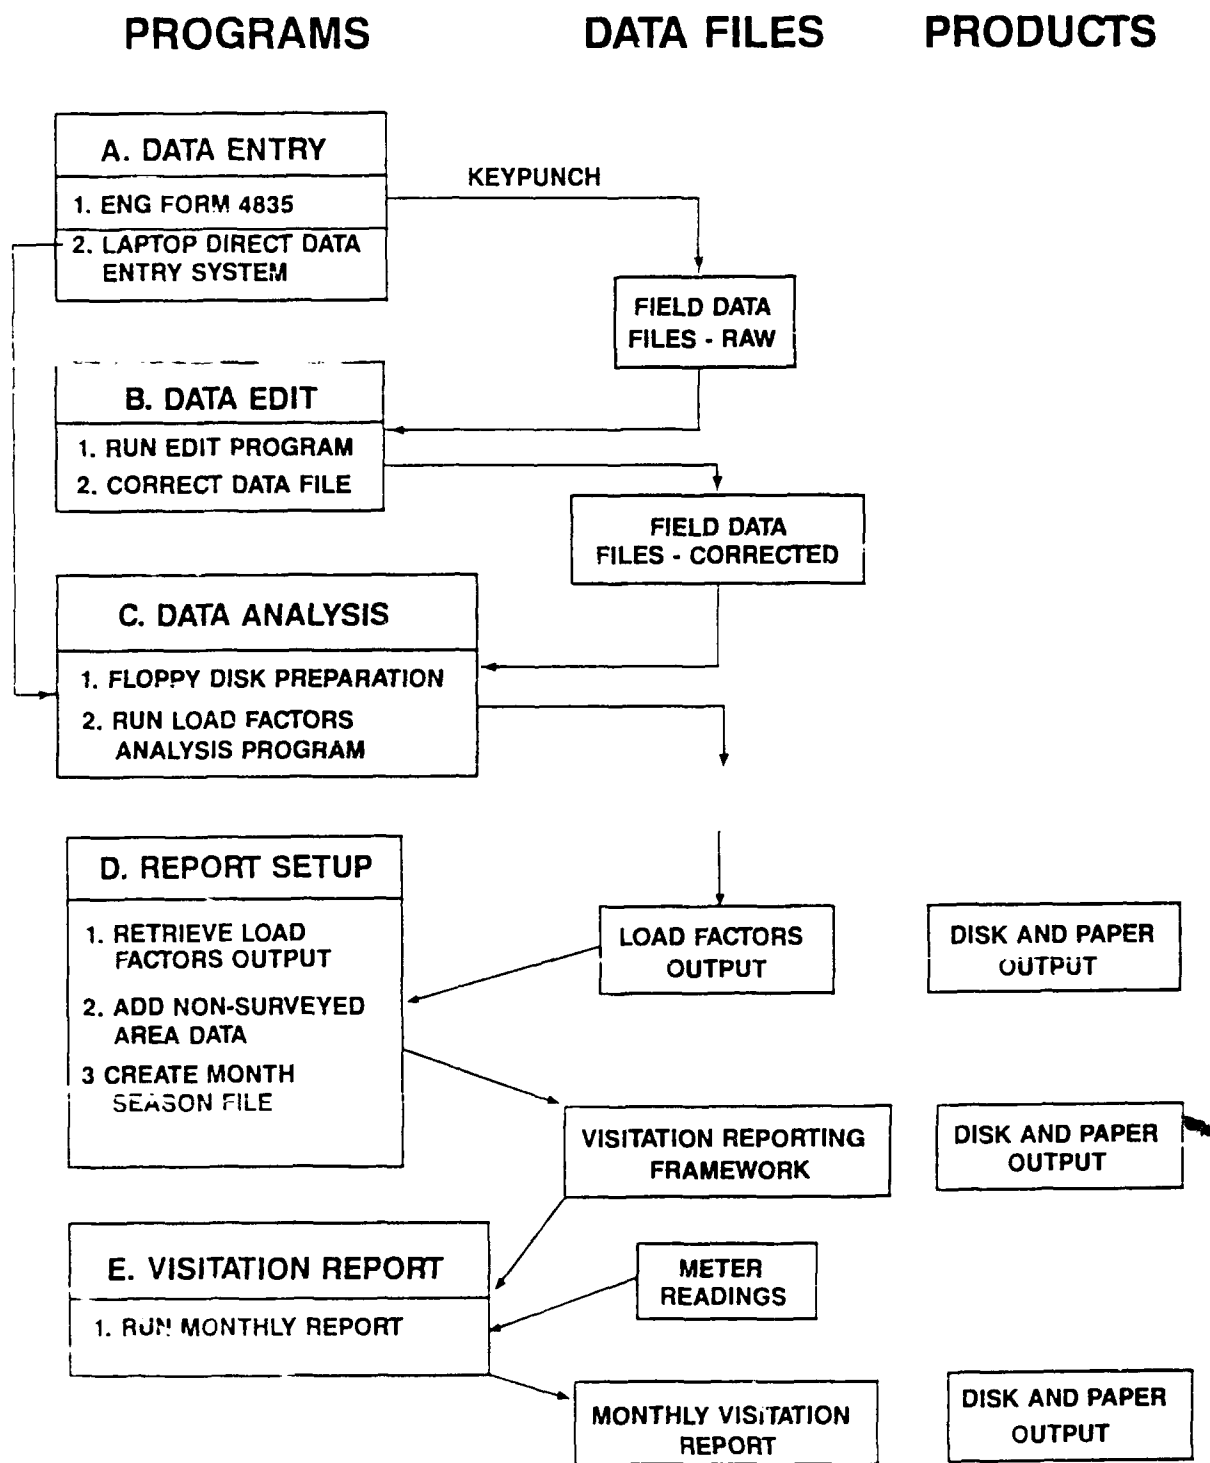 PROGRAMS
DATA FILES
PRODUCTS
A. DATA ENTRY
1. ENG FORM 4835
2. LAPTOP DIRECT DATA
ENTRY SYSTEM
KEYPUNCH
FIELD DATA
FILES - RAW
B. DATA EDIT
1. RUN EDIT PROGRAM
2. CORRECT DATA FILE
FIELD DATA
FILES - CORRECTED
C. DATA ANALYSIS
1. FLOPPY DISK PREPARATION
2. RUN LOAD FACTORS
ANALYSIS PROGRAM
D. REPORT SETUP
1. RETRIEVE LOAD
FACTORS OUTPUT
2. ADD NON-SURVEYED
AREA DATA
3 CREATE MONTH
SEASON FILE
LOAD FACTORS
OUTPUT
DISK AND PAPER
OUTPUT
VISITATION REPORTING
FRAMEWORK
DISK AND PAPER
OUTPUT
E. VISITATION REPORT
1. RUN MONTHLY REPORT
METER
READINGS
MONTHLY VISITATION
REPORT
DISK AND PAPER
OUTPUT